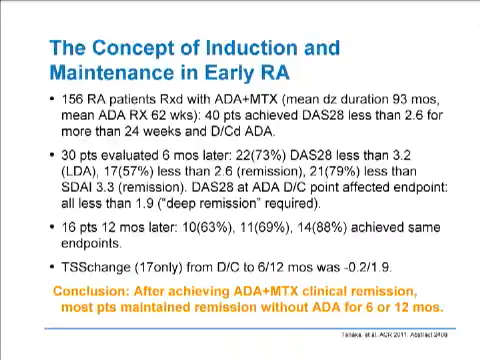 The Concept of Induction and
Maintenance in Early RA
• 156 RA patients Rxd with ADA+MTX (mean dz duration 93 mos,
mean ADA RX 62 wks): 40 pts achieved DAS28 less than 2.6 for
more than 24 weeks and D/Cd ADA.
• 30 pts evaluated 6 mos later: 22(73%) DAS28 less than 3.2
(LDA), 17(57%) less than 2.6 (remission), 21(79%) less than
SDAI 3.3 (remission). DAS28 at ADA D/C point affected endpoint:
all less than 1.9 (“deep remission” required).
• 16 pts 12 mos later: 10(63%), 11(69%), 14(88%) achieved same
endpoints.
• TSSchange (17only) from D/C to 6/12 mos was -0.2/1.9.
Conclusion: After achieving ADA+MTX clinical remission,
most pts maintained remission without ADA for 6 or 12 mos.
Tanaka, et al. ACR 2011. Abstract 2408